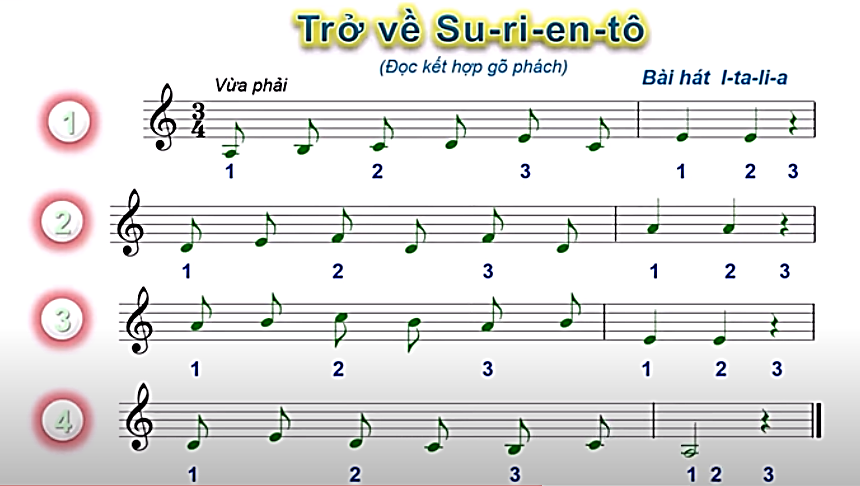 Trở về Su-ri-en-tô
(Đọc kết hợp gõ phách)
Vừa phải
Bài hát I-ta-li-a
1
3
4
1 2 3 1 2 3
2
1 2 3 1 2 3
3
1 2 3 1 2 3
4
1 2 3 1 2 3